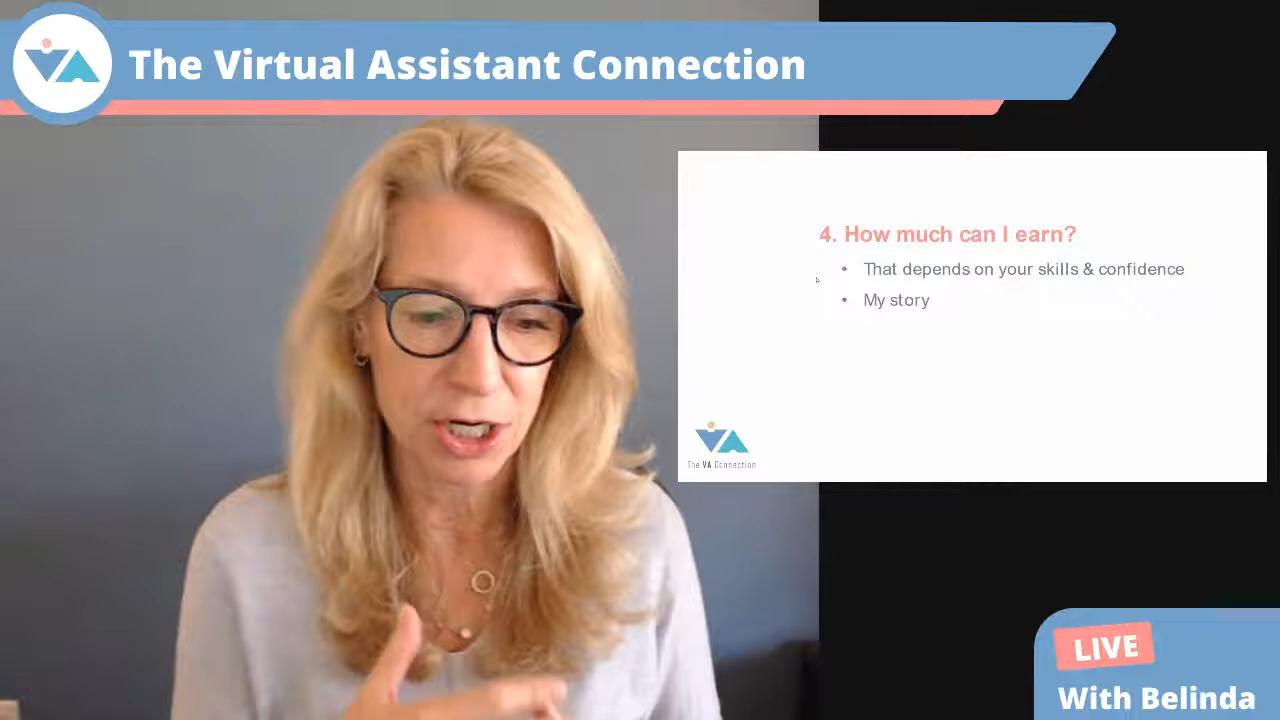 The Virtual Assistant Connection
4. How much can I earn?
• That depends on your skills & confidence
• My story
The VA Connection
LIVE
With Belinda